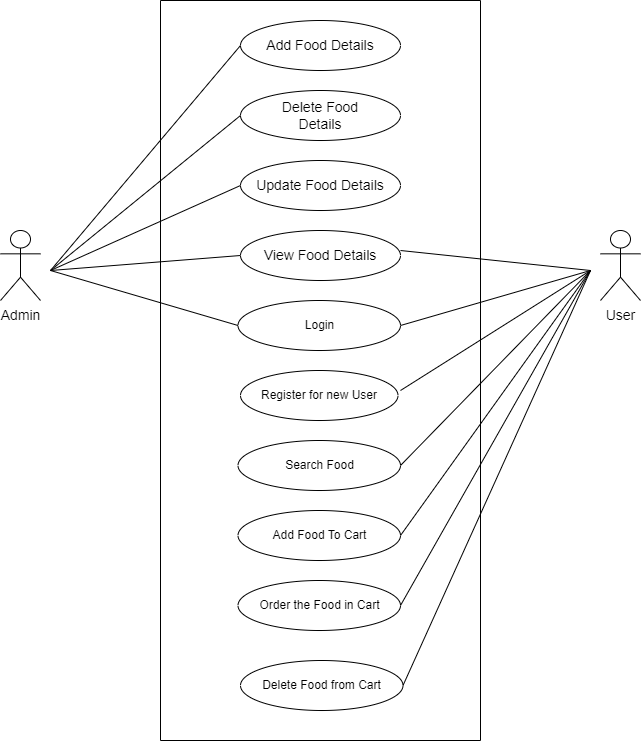 Add Food Details
Delete Food
Details
Update Food Details
View Food Details
Admin
User
Login
Register for new User
Search Food
Add Food To Cart
Order the Food in Cart
Delete Food from Cart